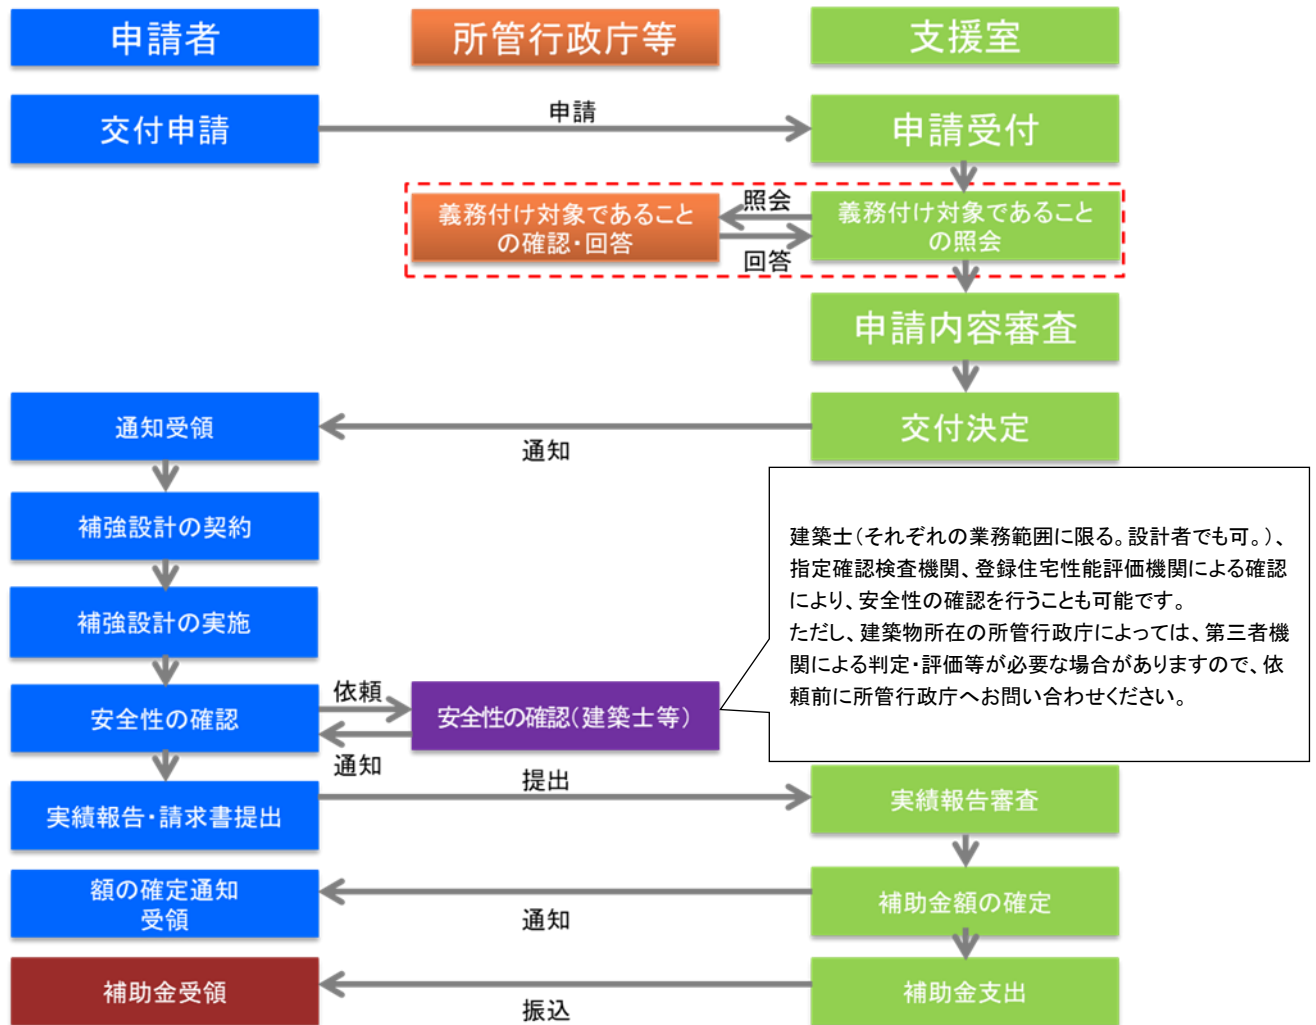 申請者
所管行政庁等
支援室
交付申請
申請
申請受付
義務付け対象であること
の確認・回答
照会
回答
義務付け対象であること
の照会
申請内容審査
通知受領
通知
交付決定
補強設計の契約
建築士(それぞれの業務範囲に限る。設計者でも可。)、
指定確認検査機関、登録住宅性能評価機関による確認
により、安全性の確認を行うことも可能です。
ただし、建築物所在の所管行政庁によっては、第三者機
関による判定・評価等が必要な場合がありますので、依
頼前に所管行政庁へお問い合わせください。
補強設計の実施
安全性の確認
依頼
通知
安全性の確認(建築士等)
実績報告・請求書提出
提出
実績報告審査
額の確定通知
受領
通知
補助金額の確定
補助金受領
振込
補助金支出